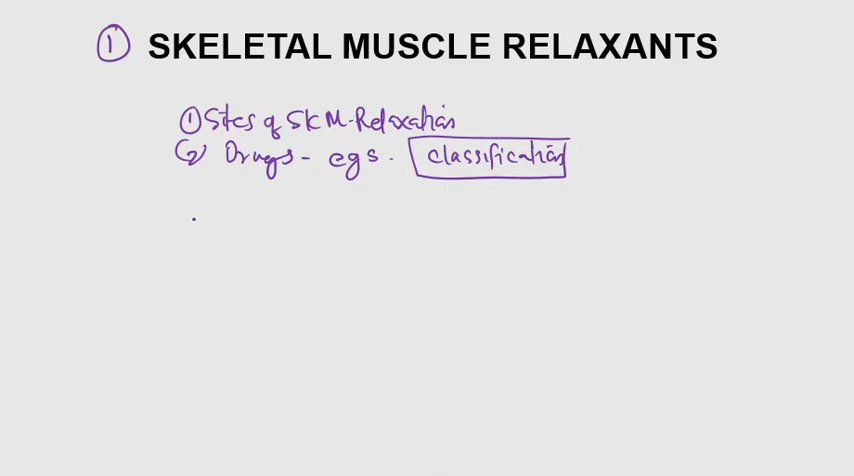 ① SKELETAL MUSCLE RELAXANTS
① Sites of SKM-Relaxation
② Drugs - egs. classification